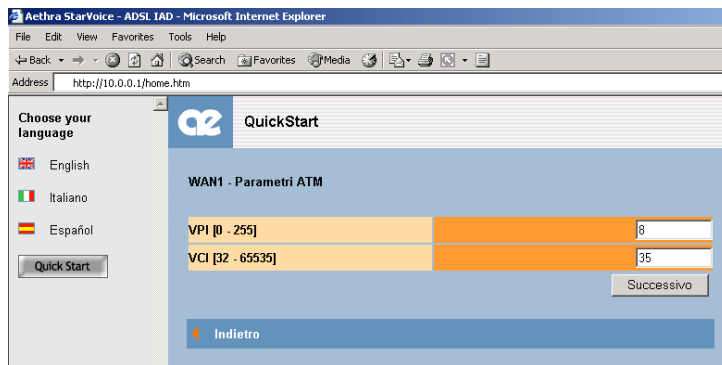 Aethra StarVoice - ADSL IAD - Microsoft Internet Explorer
File Edit View Favorites Tools Help
Back Search Favorites Media
Address http://10.0.0.1/home.htm
Choose your
language
English
Italiano
Español
Quick Start
ae QuickStart
WAN1 - Parametri ATM
VPI [0 - 255] 8
VCI [32 - 65535] 35
Successivo
Indietro